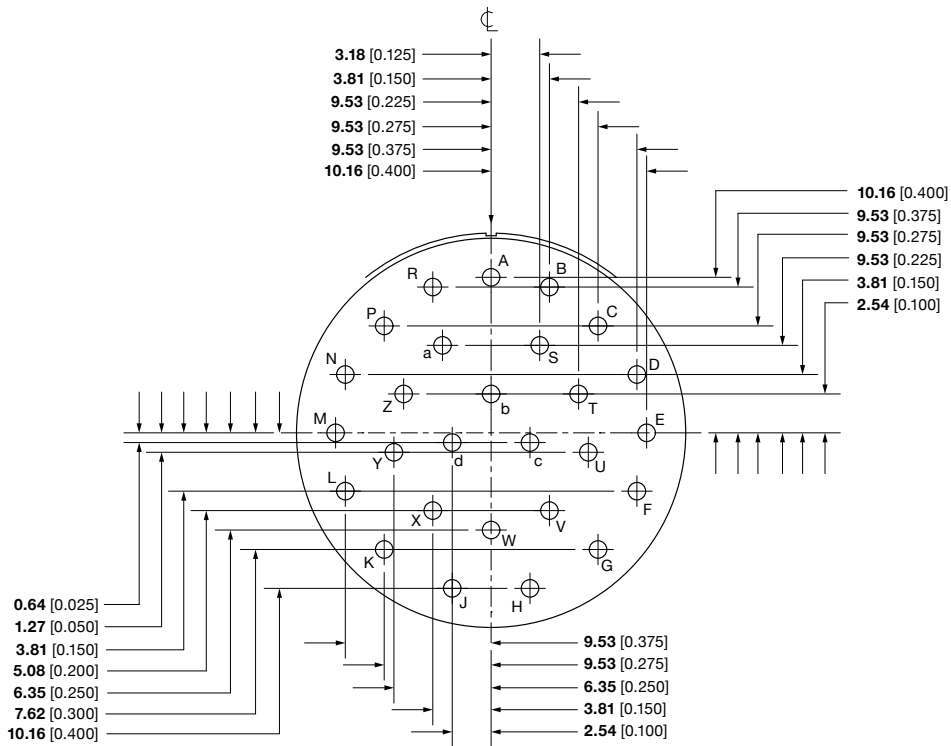 ℄
3.18 [0.125]
3.81 [0.150]
9.53 [0.225]
9.53 [0.275]
9.53 [0.375]
10.16 [0.400]
10.16 [0.400]
9.53 [0.375]
9.53 [0.275]
9.53 [0.225]
3.81 [0.150]
2.54 [0.100]
A
R
B
P
C
a
S
N
D
Z
b
T
M
E
Y
d
c
U
L
F
X
V
W
K
G
J
H
0.64 [0.025]
1.27 [0.050]
3.81 [0.150]
5.08 [0.200]
6.35 [0.250]
7.62 [0.300]
10.16 [0.400]
9.53 [0.375]
9.53 [0.275]
6.35 [0.250]
3.81 [0.150]
2.54 [0.100]